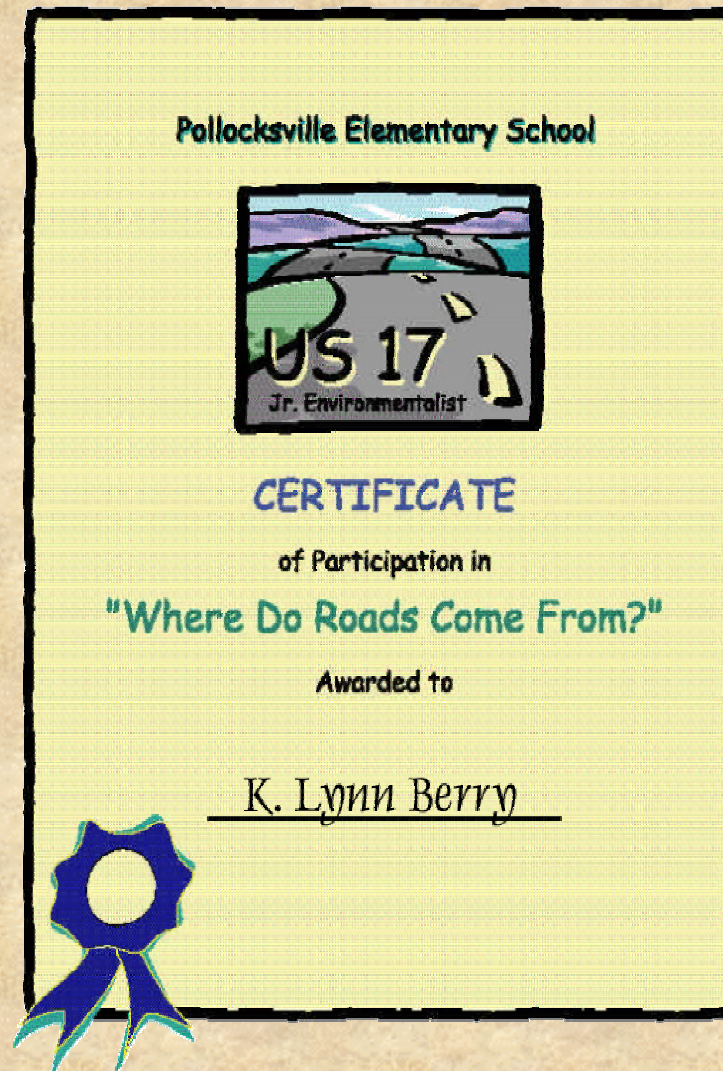 Pollocksville Elementary School
US 17
Jr. Environmentalist
CERTIFICATE
of Participation in
"Where Do Roads Come From?"
Awarded to
K. Lynn Berry